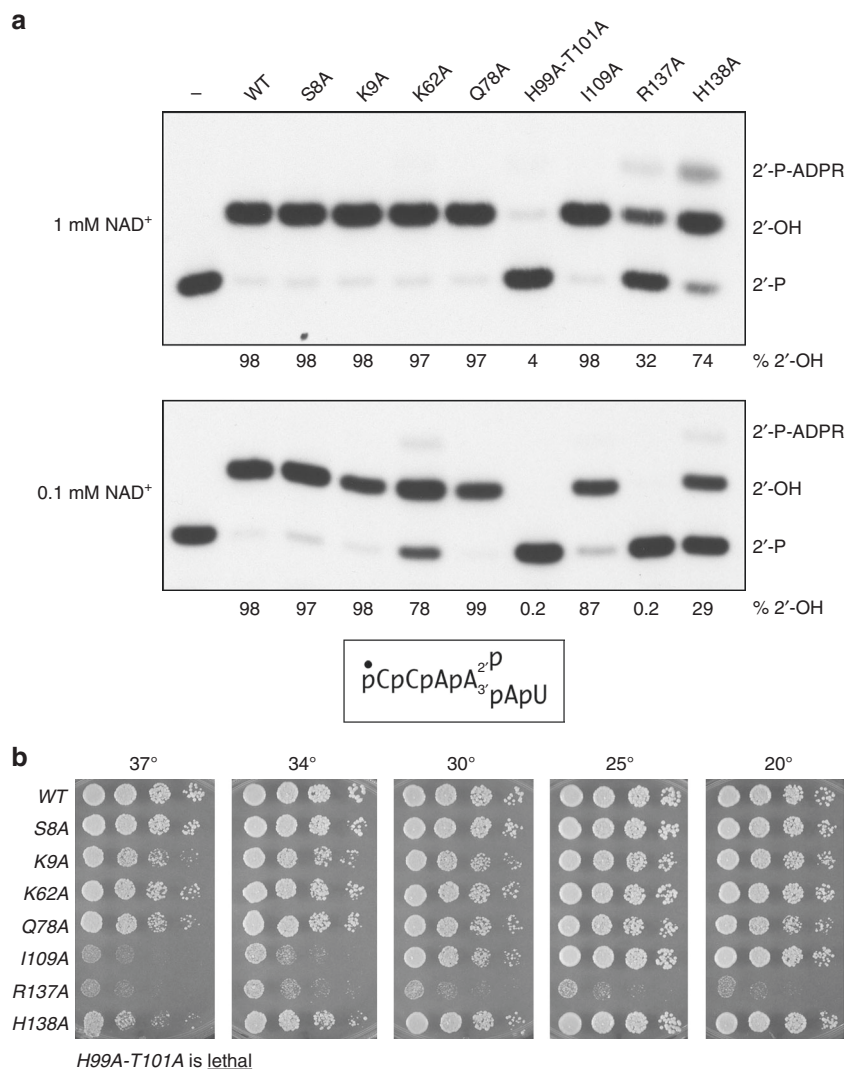 a
– WT S8A K9A K62A Q78A H99A-T101A I109A R137A H138A
2′-P-ADPR
1 mM NAD+
2′-OH
2′-P
98 98 98 97 97 4 98 32 74 % 2′-OH
2′-P-ADPR
0.1 mM NAD+
2′-OH
2′-P
98 97 98 78 99 0.2 87 0.2 29 % 2′-OH
pCpCpApA 2′ p
3′ pApU
b
37° 34° 30° 25° 20°
WT
S8A
K9A
K62A
Q78A
I109A
R137A
H138A
H99A-T101A is lethal